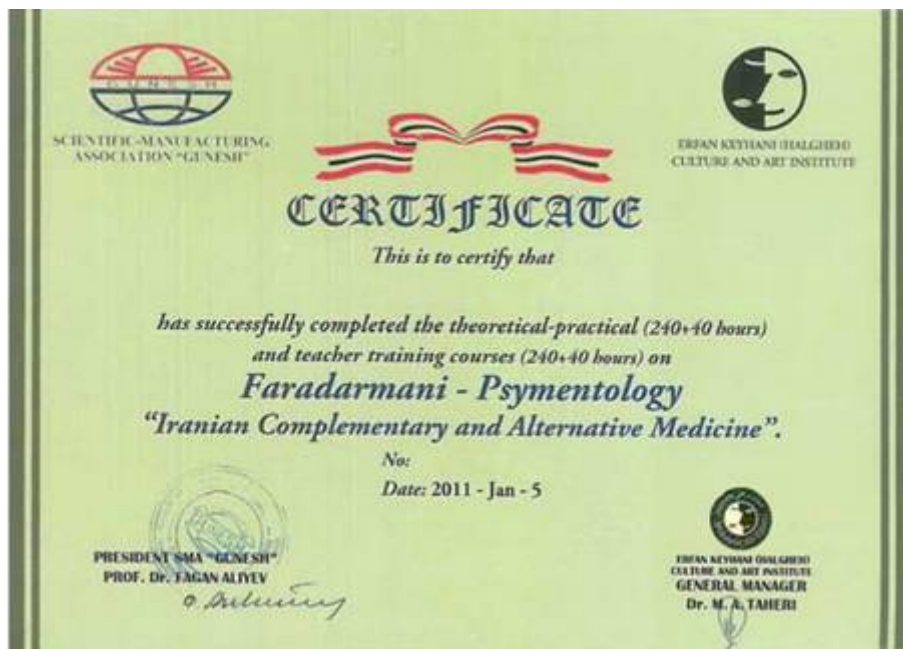 GUNESH
SCIENTIFIC-MANUFACTURING
ASSOCIATION "GUNESH"
ERFAN KEYHANI (HALGHEH)
CULTURE AND ART INSTITUTE
CERTIFICATE
This is to certify that
has successfully completed the theoretical-practical (240+40 hours)
and teacher training courses (240+40 hours) on
Faradarmani - Psymentology
"Iranian Complementary and Alternative Medicine".
No:
Date: 2011 - Jan - 5
PRESIDENT SMA "GUNESH"
PROF. Dr. FAGAN ALIYEV
ERFAN KEYHANI (HALGHEH)
CULTURE AND ART INSTITUTE
GENERAL MANAGER
Dr. M. A. TAHERI